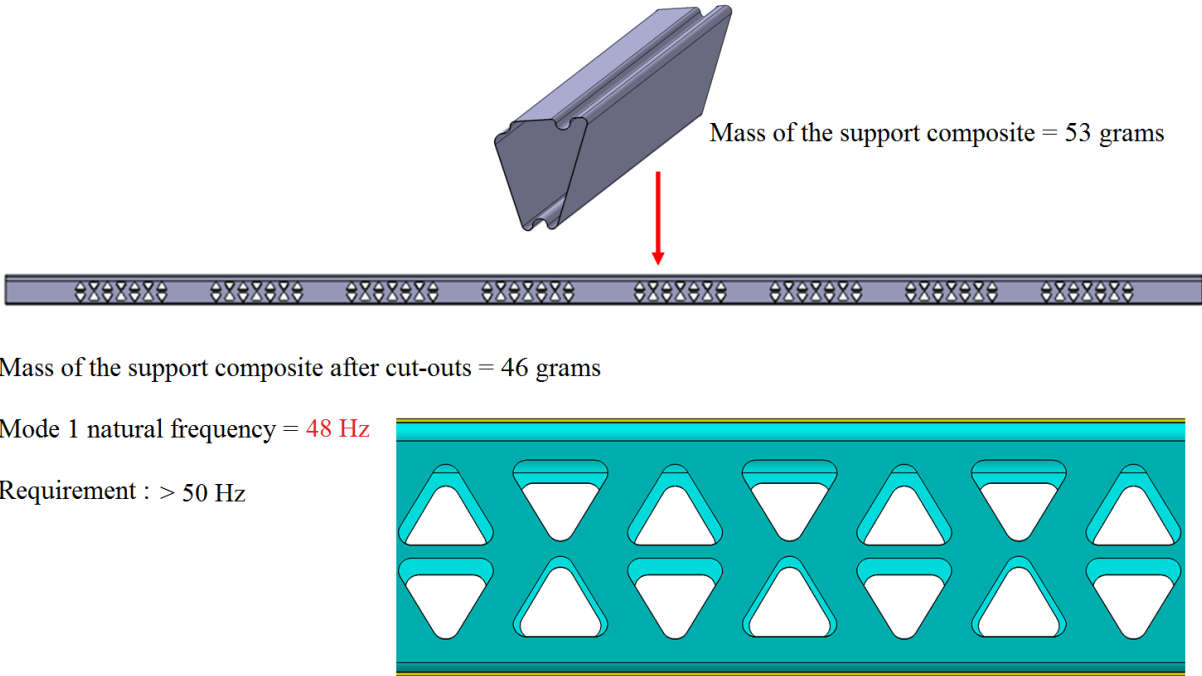 Mass of the support composite = 53 grams
Mass of the support composite after cut-outs = 46 grams
Mode 1 natural frequency = 48 Hz
Requirement : > 50 Hz